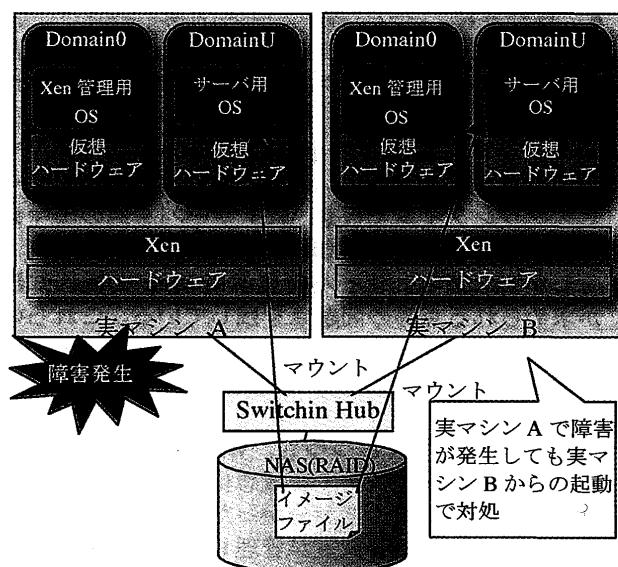 Domain0
Xen 管理用
OS
仮想
ハードウェア
DomainU
サーバ用
OS
仮想
ハードウェア
Xen
ハードウェア
実マシン A
Domain0
Xen 管理用
OS
仮想
ハードウェア
DomainU
サーバ用
OS
仮想
ハードウェア
Xen
ハードウェア
実マシン B
障害発生
マウント
マウント
Switchin Hub
NAS(RAID)
イメージ
ファイル
実マシン A で障害
が発生しても実マ
シン B からの起動
で対処